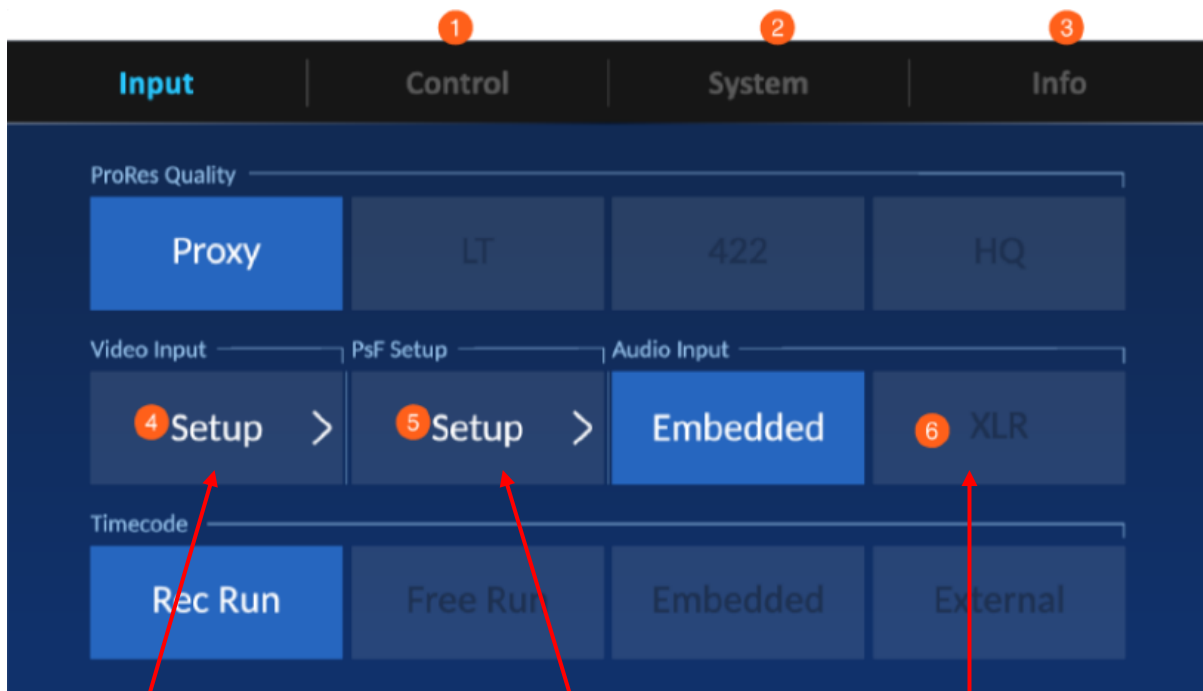 1 2 3
Input Control System Info
ProRes Quality
Proxy LT 422 HQ
Video Input PsF Setup Audio Input
4 Setup > 5 Setup > Embedded 6 XLR
Timecode
Rec Run Free Run Embedded External